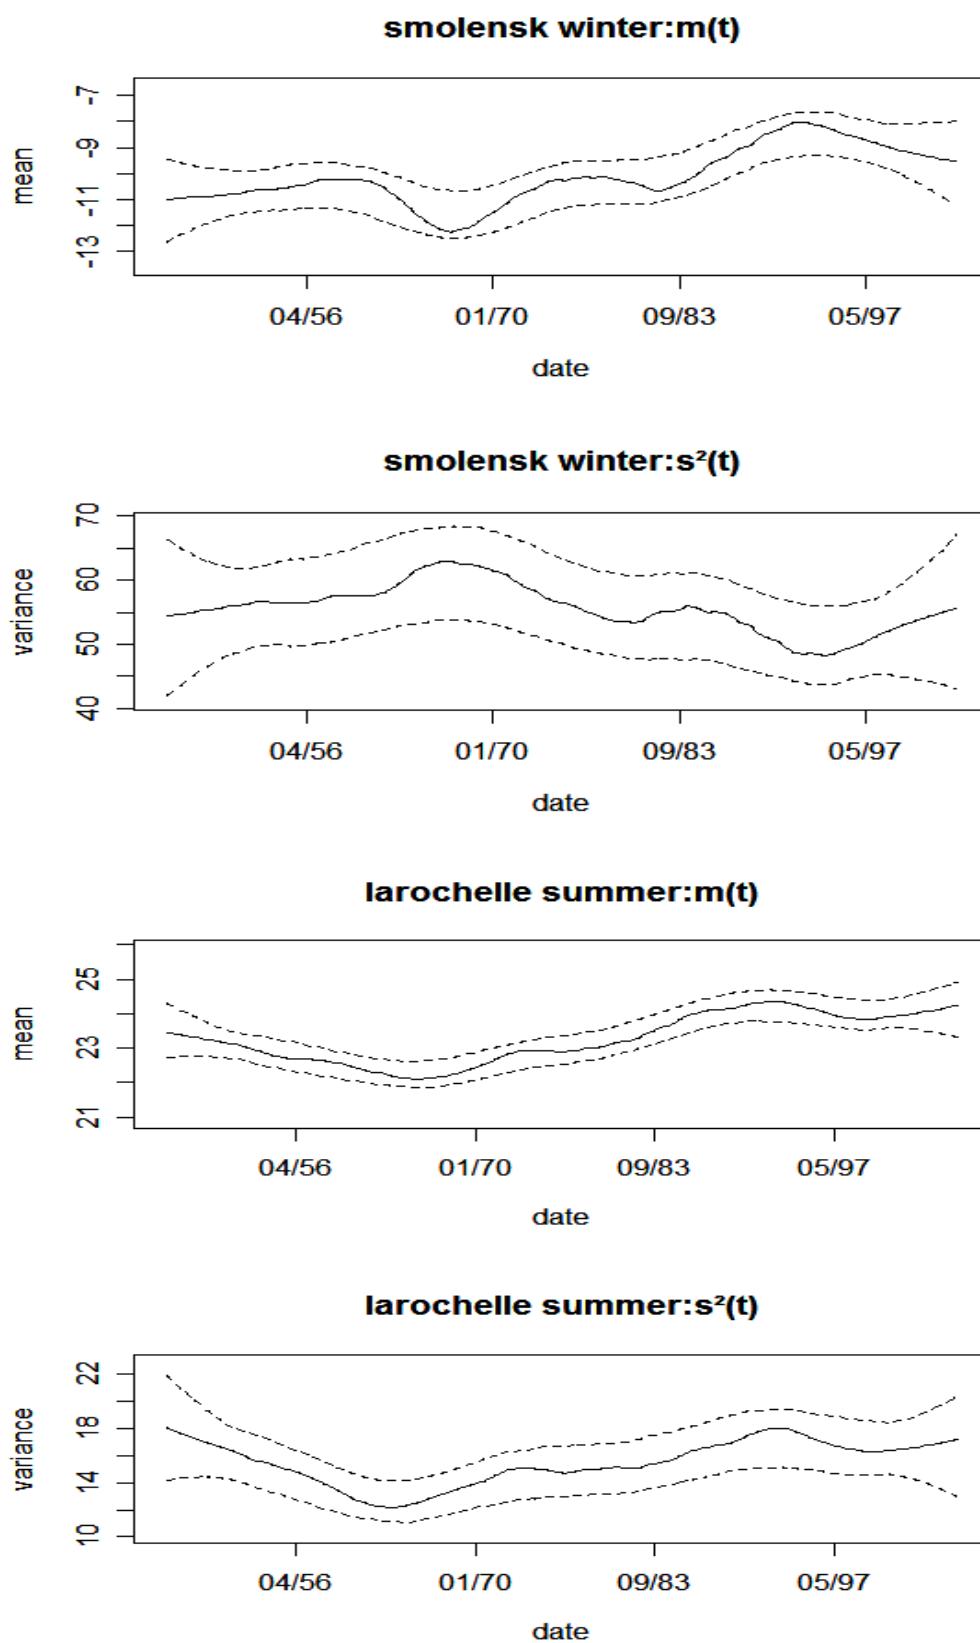 smolensk winter:m(t)
mean
-7
-9
-11
-13
04/56 01/70 09/83 05/97
date
smolensk winter:s²(t)
variance
70
60
50
40
04/56 01/70 09/83 05/97
date
larochelle summer:m(t)
mean
25
23
21
04/56 01/70 09/83 05/97
date
larochelle summer:s²(t)
variance
22
18
14
10
04/56 01/70 09/83 05/97
date